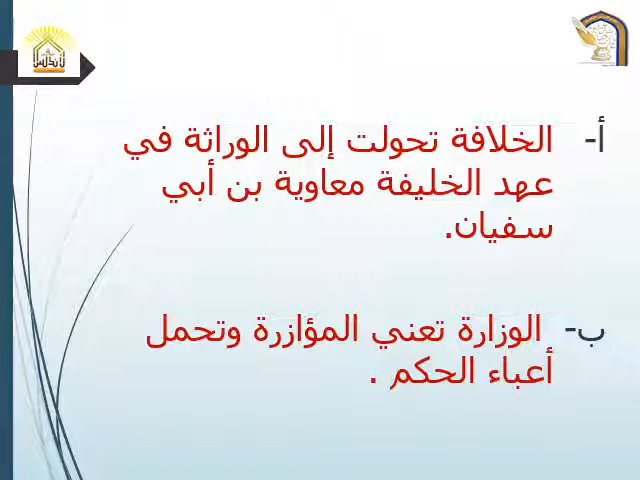 أ- الخلافة تحولت إلى الوراثة في
عهد الخليفة معاوية بن أبي
سفيان.
ب- الوزارة تعني المؤازرة وتحمل
أعباء الحكم .